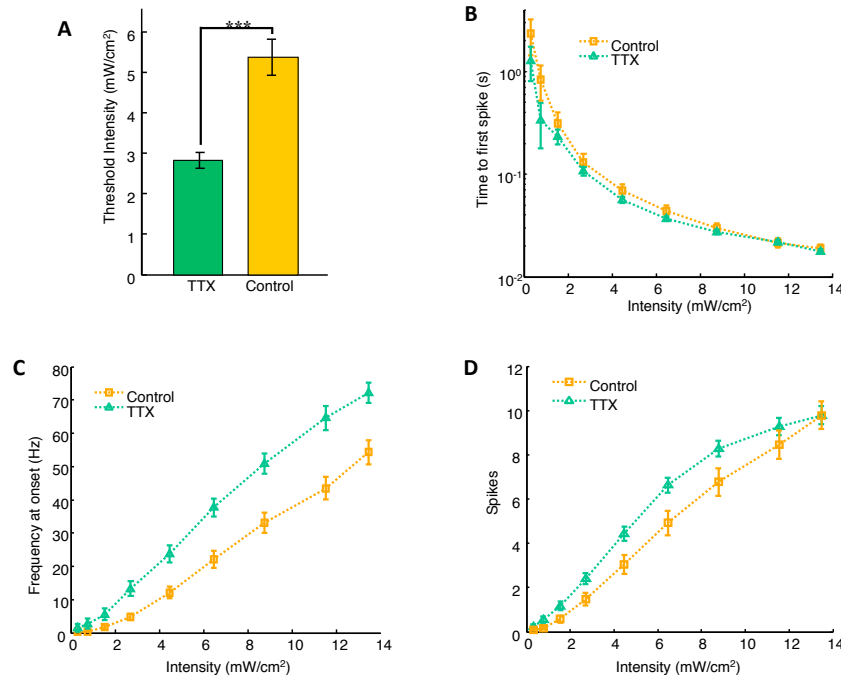 A
***
Threshold Intensity (mW/cm²)
6
5
4
3
2
1
0
TTX
Control
B
Control
TTX
Time to first spike (s)
10⁰
10⁻¹
10⁻²
0 2 4 6 8 10 12 14
Intensity (mW/cm²)
C
Control
TTX
Frequency at onset (Hz)
80
70
60
50
40
30
20
10
0
0 2 4 6 8 10 12 14
Intensity (mW/cm²)
D
Control
TTX
Spikes
12
10
8
6
4
2
0
0 2 4 6 8 10 12 14
Intensity (mW/cm²)